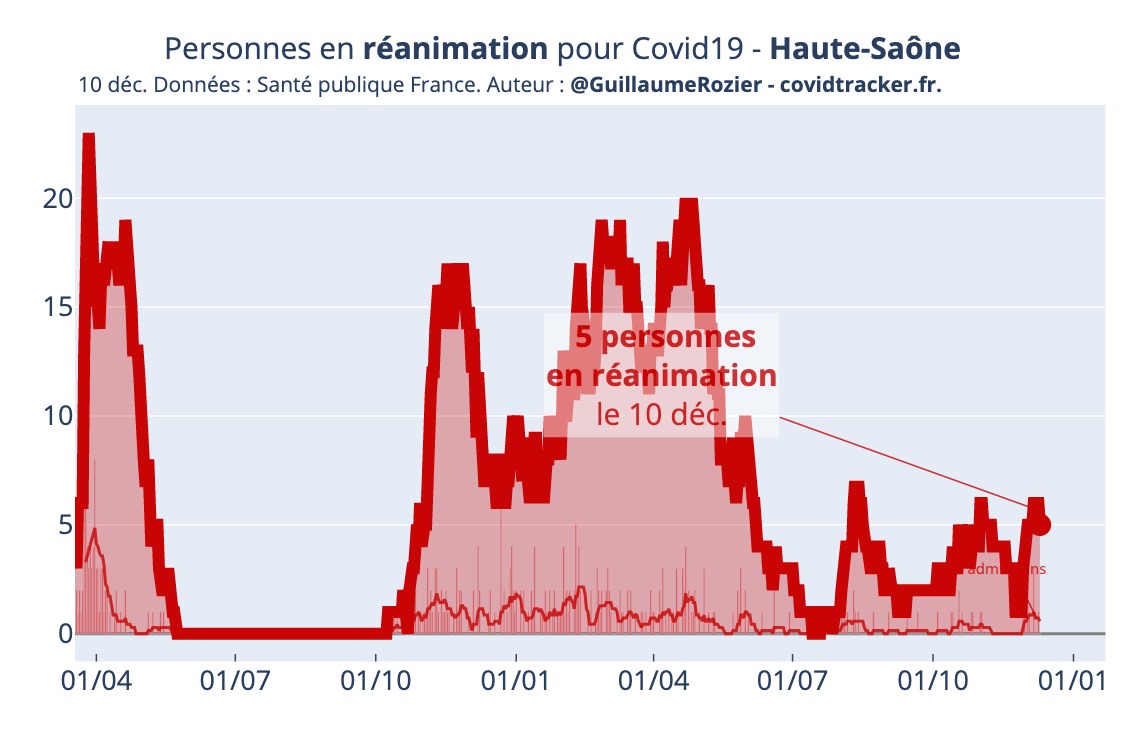 Personnes en réanimation pour Covid19 - Haute-Saône
10 déc. Données : Santé publique France. Auteur : @GuillaumeRozier - covidtracker.fr.
20
15
10
5
0
5 personnes
en réanimation
le 10 déc.
01/04
01/07
01/10
01/01
01/04
01/07
01/10
01/01